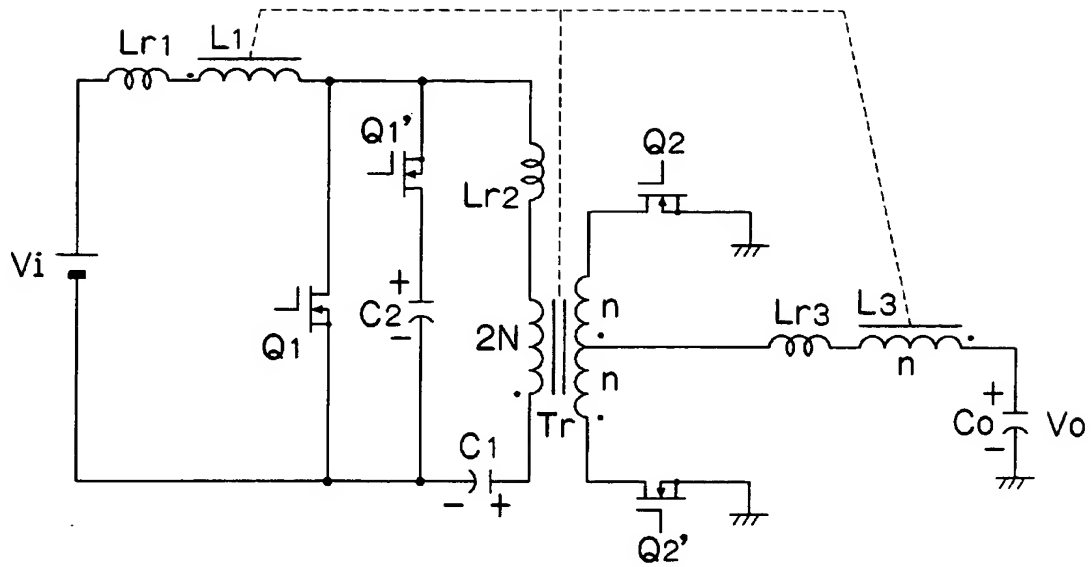 Lr1
L1
Q1'
Q2
Lr2
Vi
+
C2
-
n
Lr3
L3
Q1
2N
n
n
+
Tr
Co
Vo
-
C1
-
+
Q2'